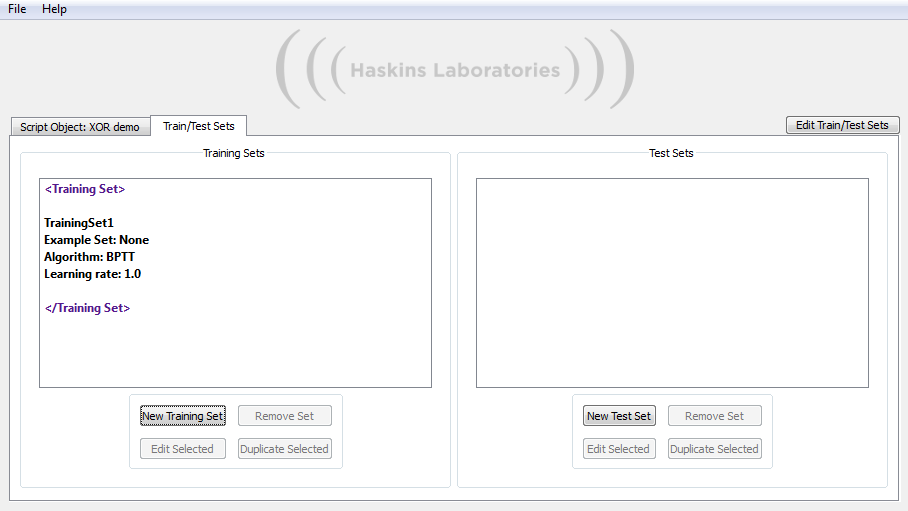 File Help
Haskins Laboratories
Script Object: XOR demo
Train/Test Sets
Edit Train/Test Sets
Training Sets
<Training Set>
TrainingSet1
Example Set: None
Algorithm: BPTT
Learning rate: 1.0
</Training Set>
New Training Set
Remove Set
Edit Selected
Duplicate Selected
Test Sets
New Test Set
Remove Set
Edit Selected
Duplicate Selected